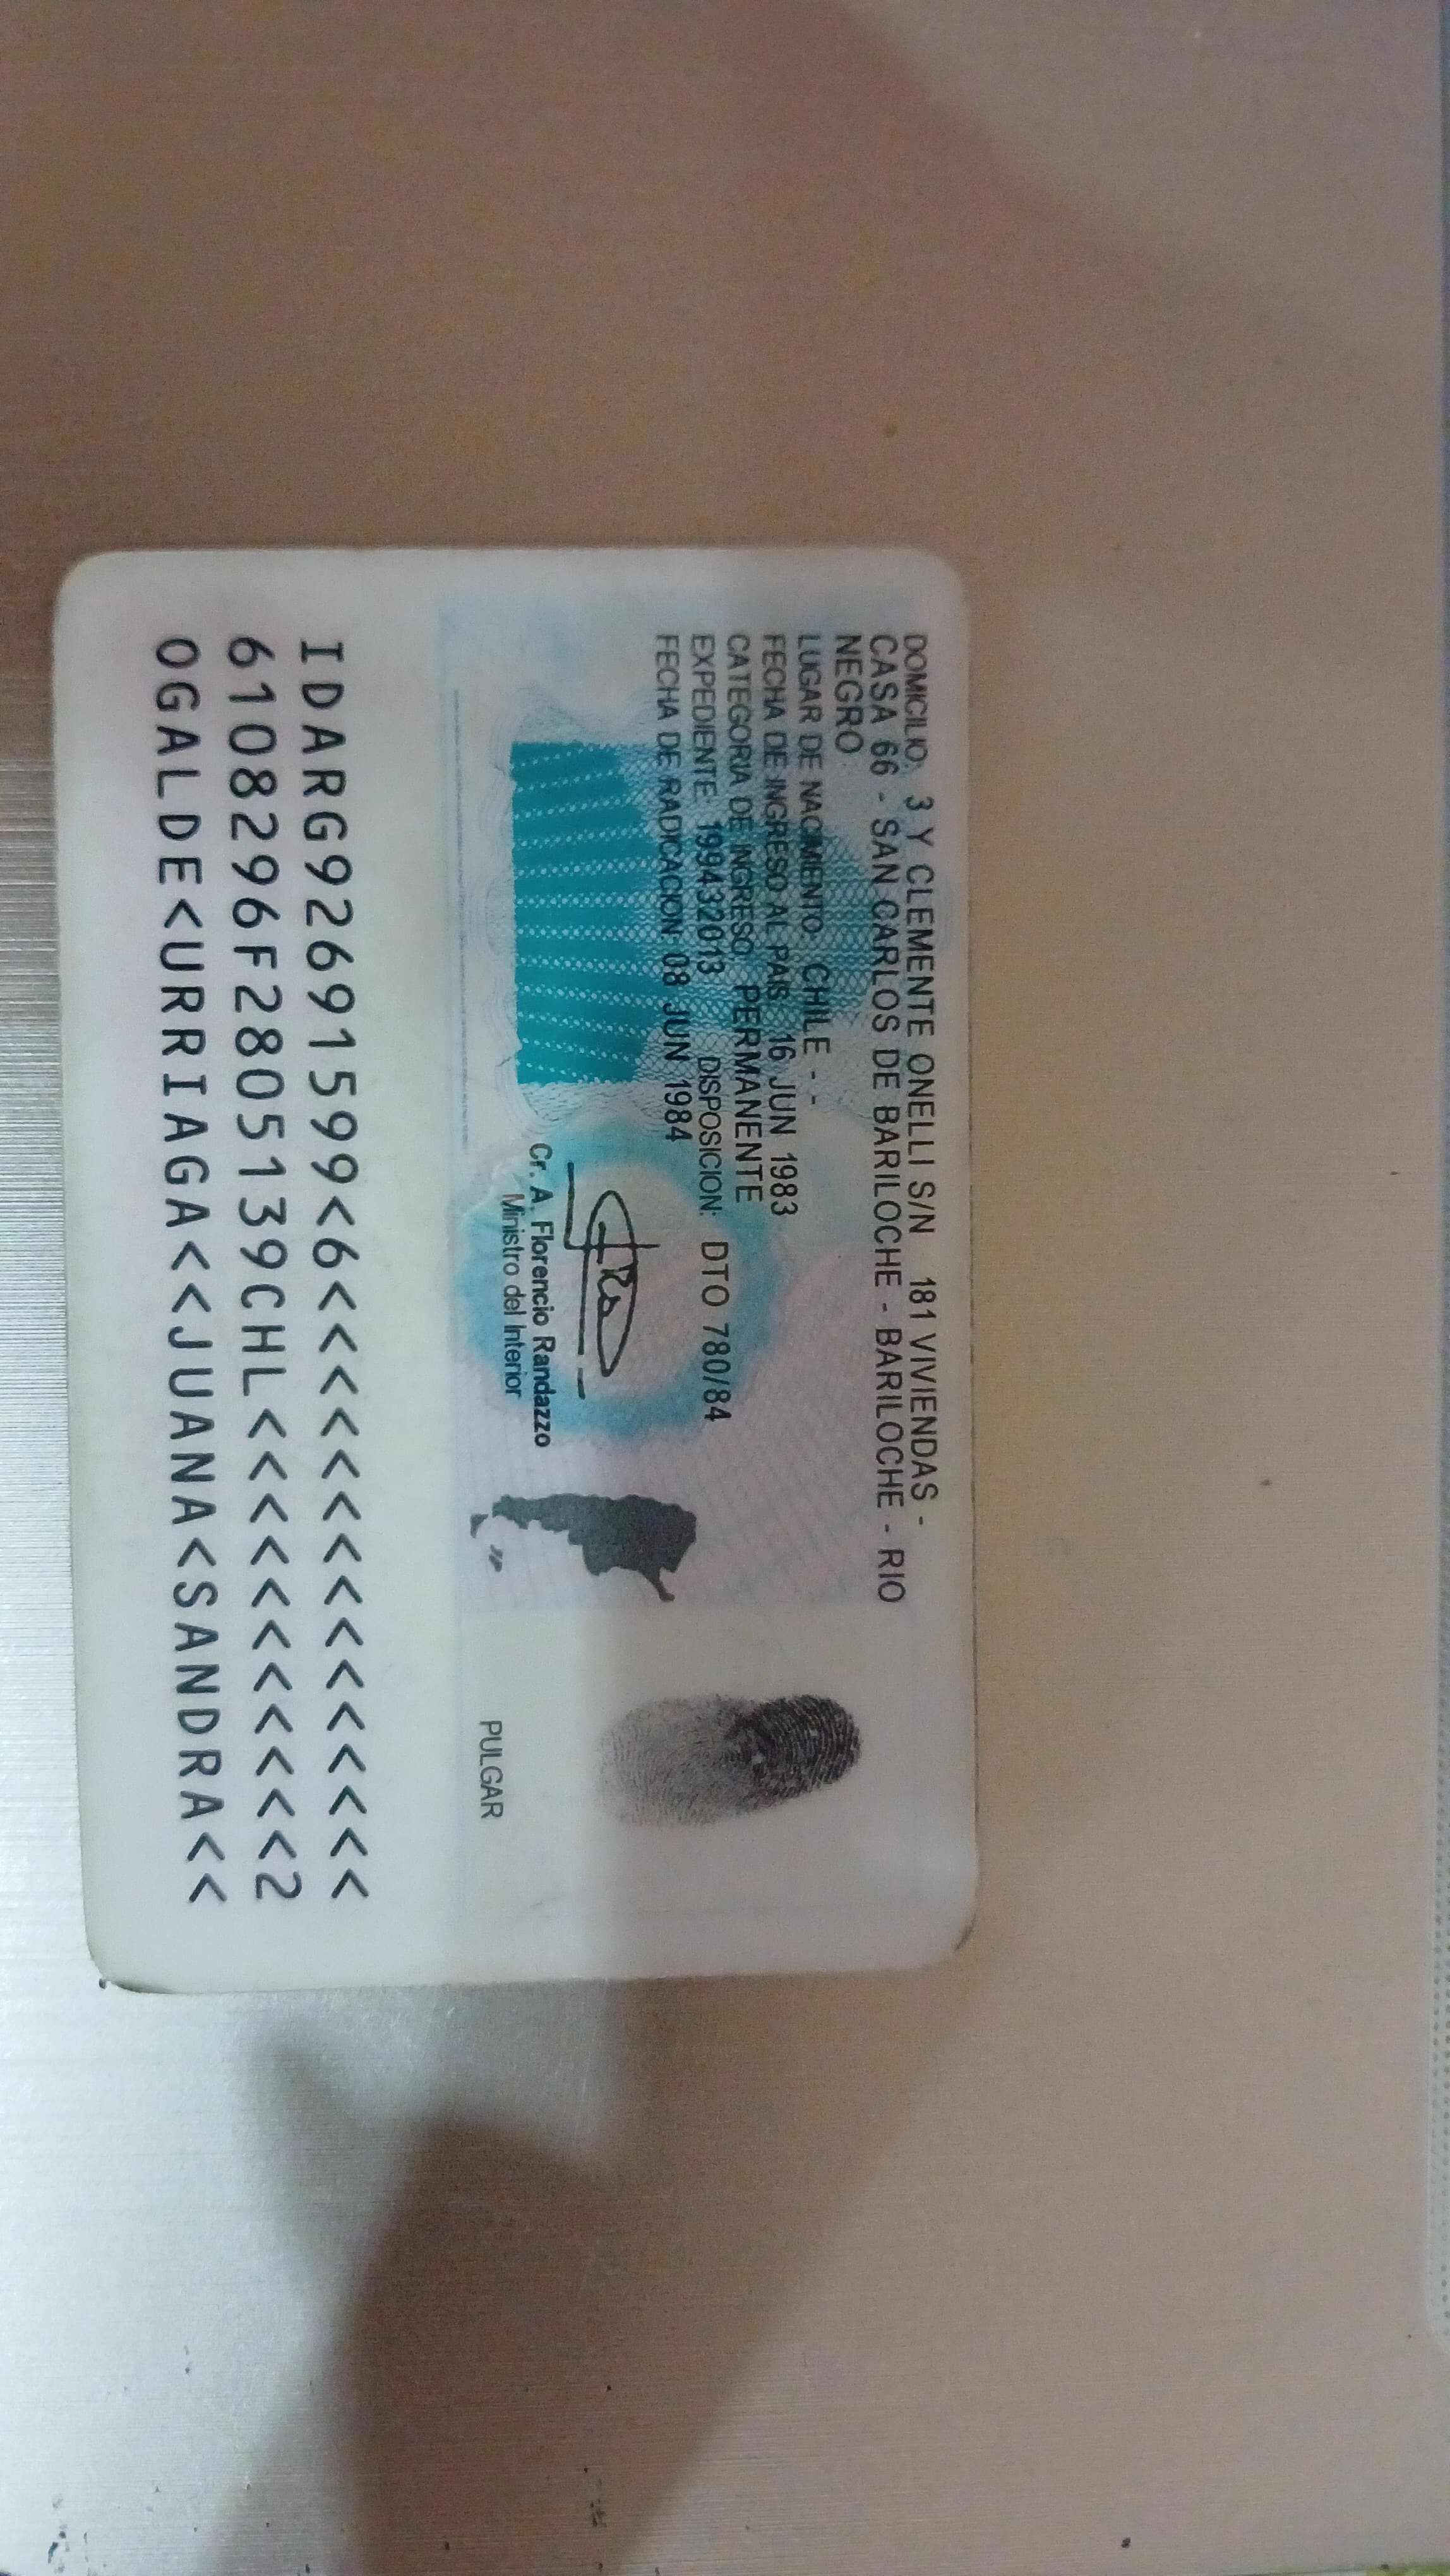 DOMICILIO: 3 Y CLEMENTE ONELLI S/N 181 VIVIENDAS -
CASA 66 - SAN CARLOS DE BARILOCHE - BARILOCHE - RIO
NEGRO
LUGAR DE NACIMIENTO: CHILE - -
FECHA DE INGRESO AL PAIS: 16 JUN 1983
CATEGORIA DE INGRESO: PERMANENTE
EXPEDIENTE: 199432013 DISPOSICION: DTO 780/84
FECHA DE RADICACION: 08 JUN 1984
Cr. A. Florencio Randazzo
Ministro del Interior
PULGAR
IDARG92691599<6<<<<<<<<<<<<<<<
6108296F2805139CHL<<<<<<<<<<<2
OGALDE<URRIAGA<<JUANA<SANDRA<<